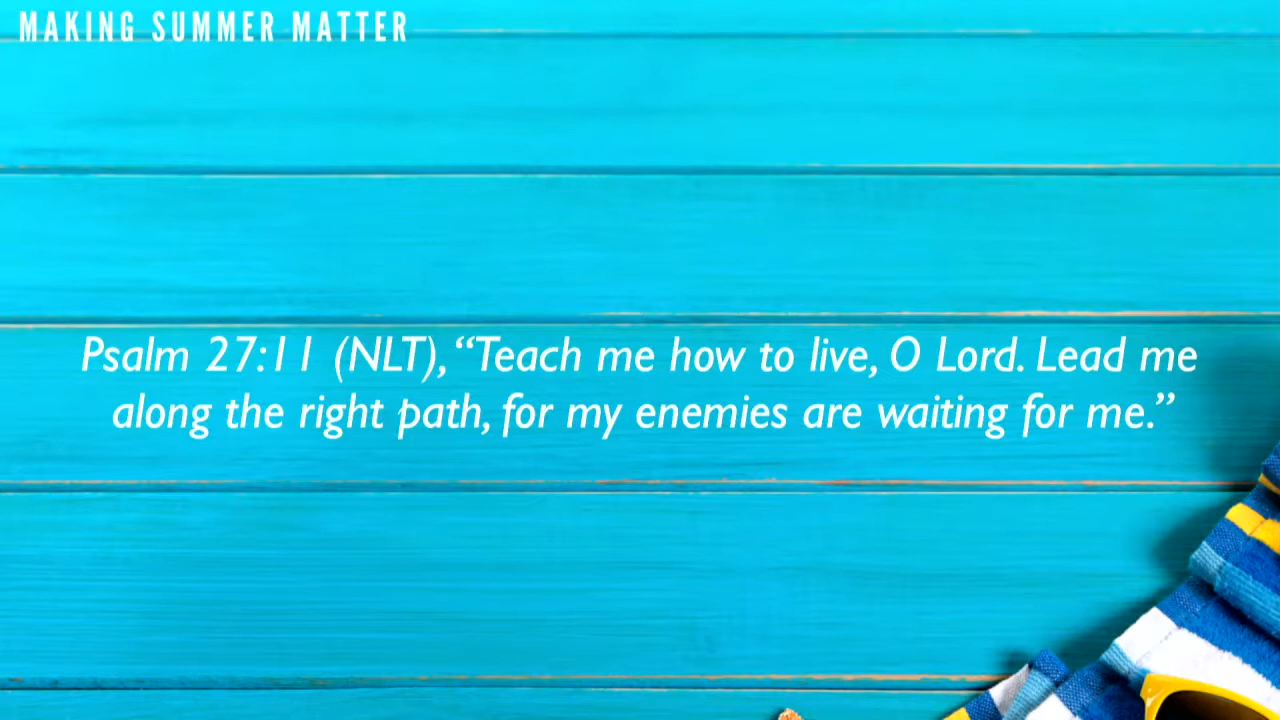 MAKING SUMMER MATTER
Psalm 27:11 (NLT), “Teach me how to live, O Lord. Lead me
along the right path, for my enemies are waiting for me.”